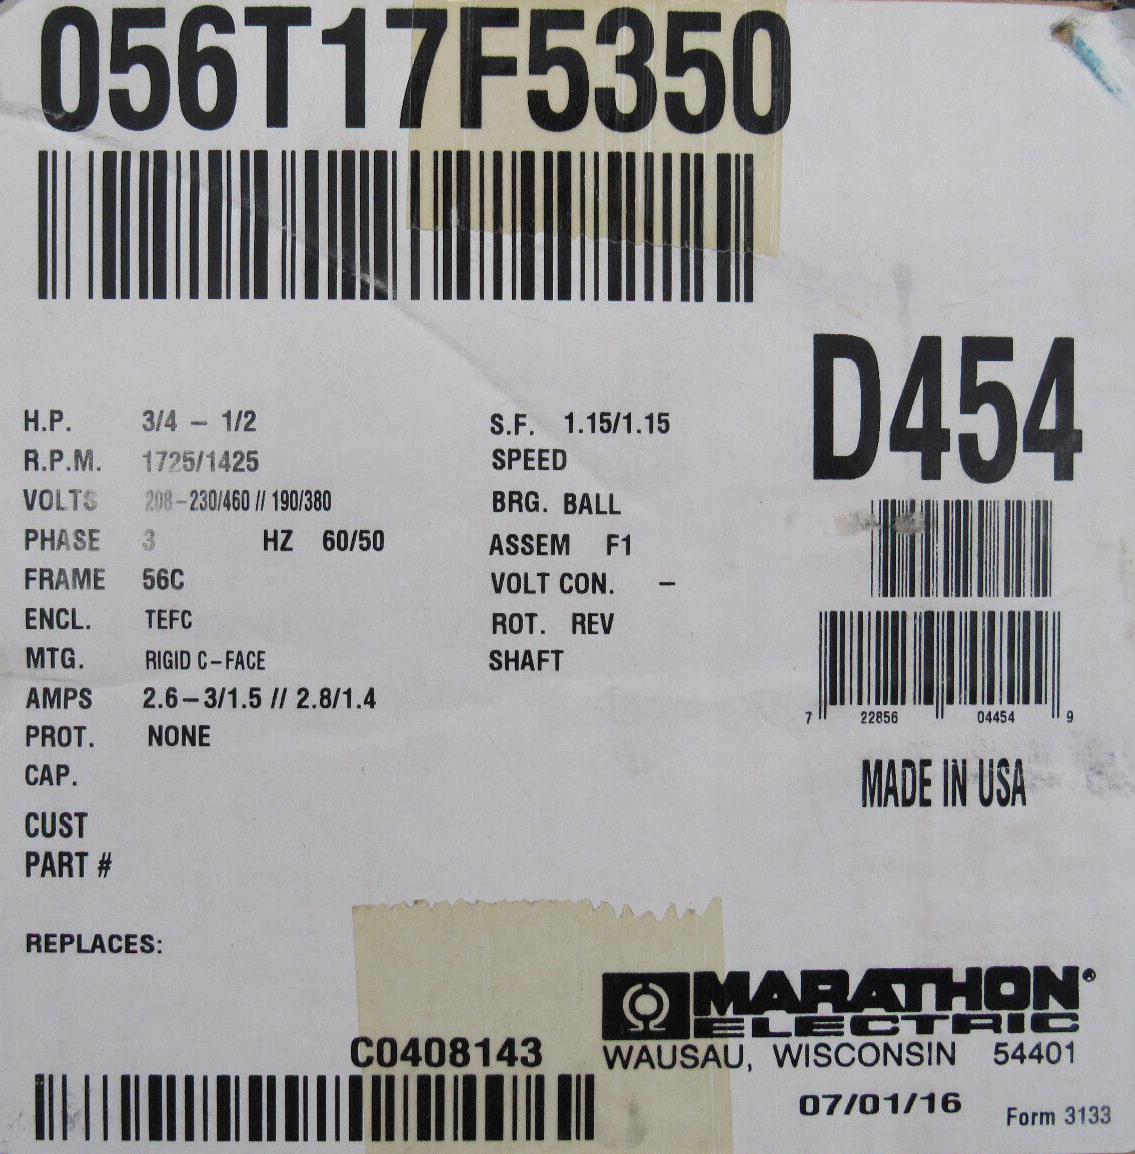 056T17F5350
D454
H.P. 3/4 – 1/2
R.P.M. 1725/1425
VOLTS 208–230/460 // 190/380
PHASE 3 HZ 60/50
FRAME 56C
ENCL. TEFC
MTG. RIGID C–FACE
AMPS 2.6–3/1.5 // 2.8/1.4
PROT. NONE
CAP.
CUST
PART #
REPLACES:
S.F. 1.15/1.15
SPEED
BRG. BALL
ASSEM F1
VOLT CON. –
ROT. REV
SHAFT
7 22856 04454 9
MADE IN USA
C0408143
MARATHON®
ELECTRIC
WAUSAU, WISCONSIN 54401
07/01/16
Form 3133